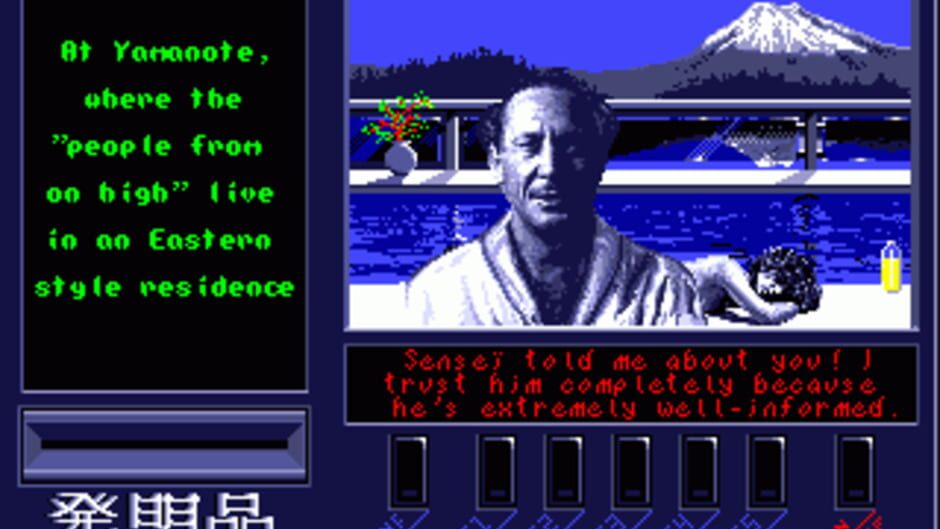 At Yamanote,
where the
"people from
on high" live
in an Eastern
style residence
Senseï told me about you! I
trust him completely because
he's extremely well-informed.
発明品